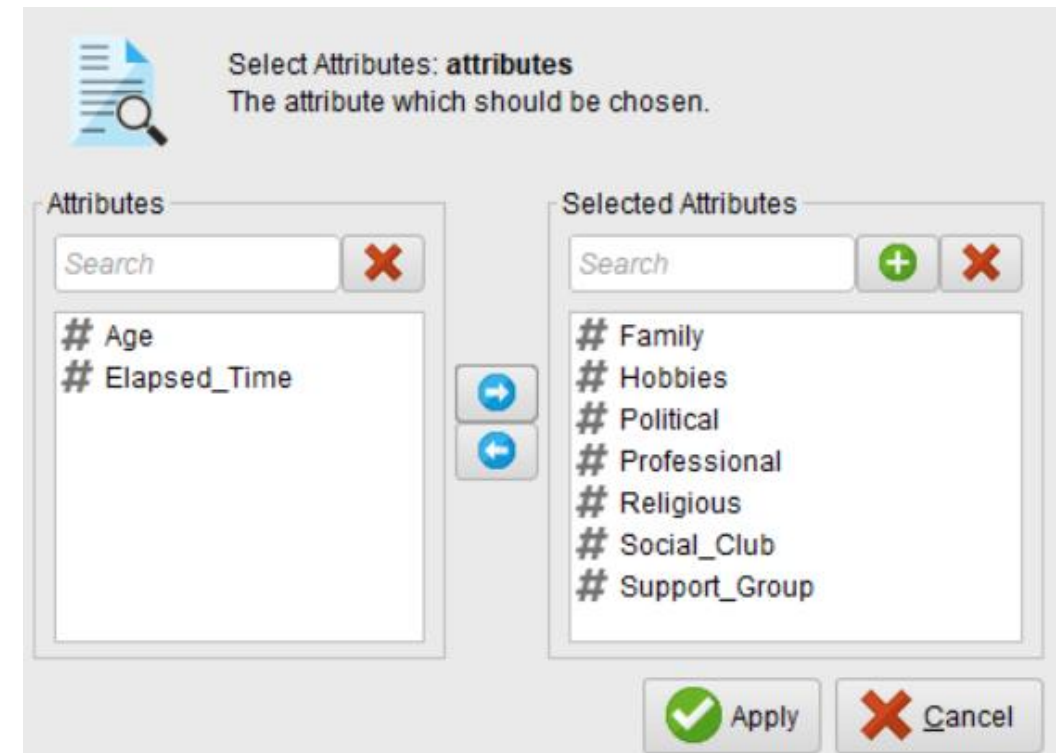 Select Attributes: attributes
The attribute which should be chosen.
Attributes
Search
# Age
# Elapsed_Time
Selected Attributes
Search
# Family
# Hobbies
# Political
# Professional
# Religious
# Social_Club
# Support_Group
Apply
Cancel